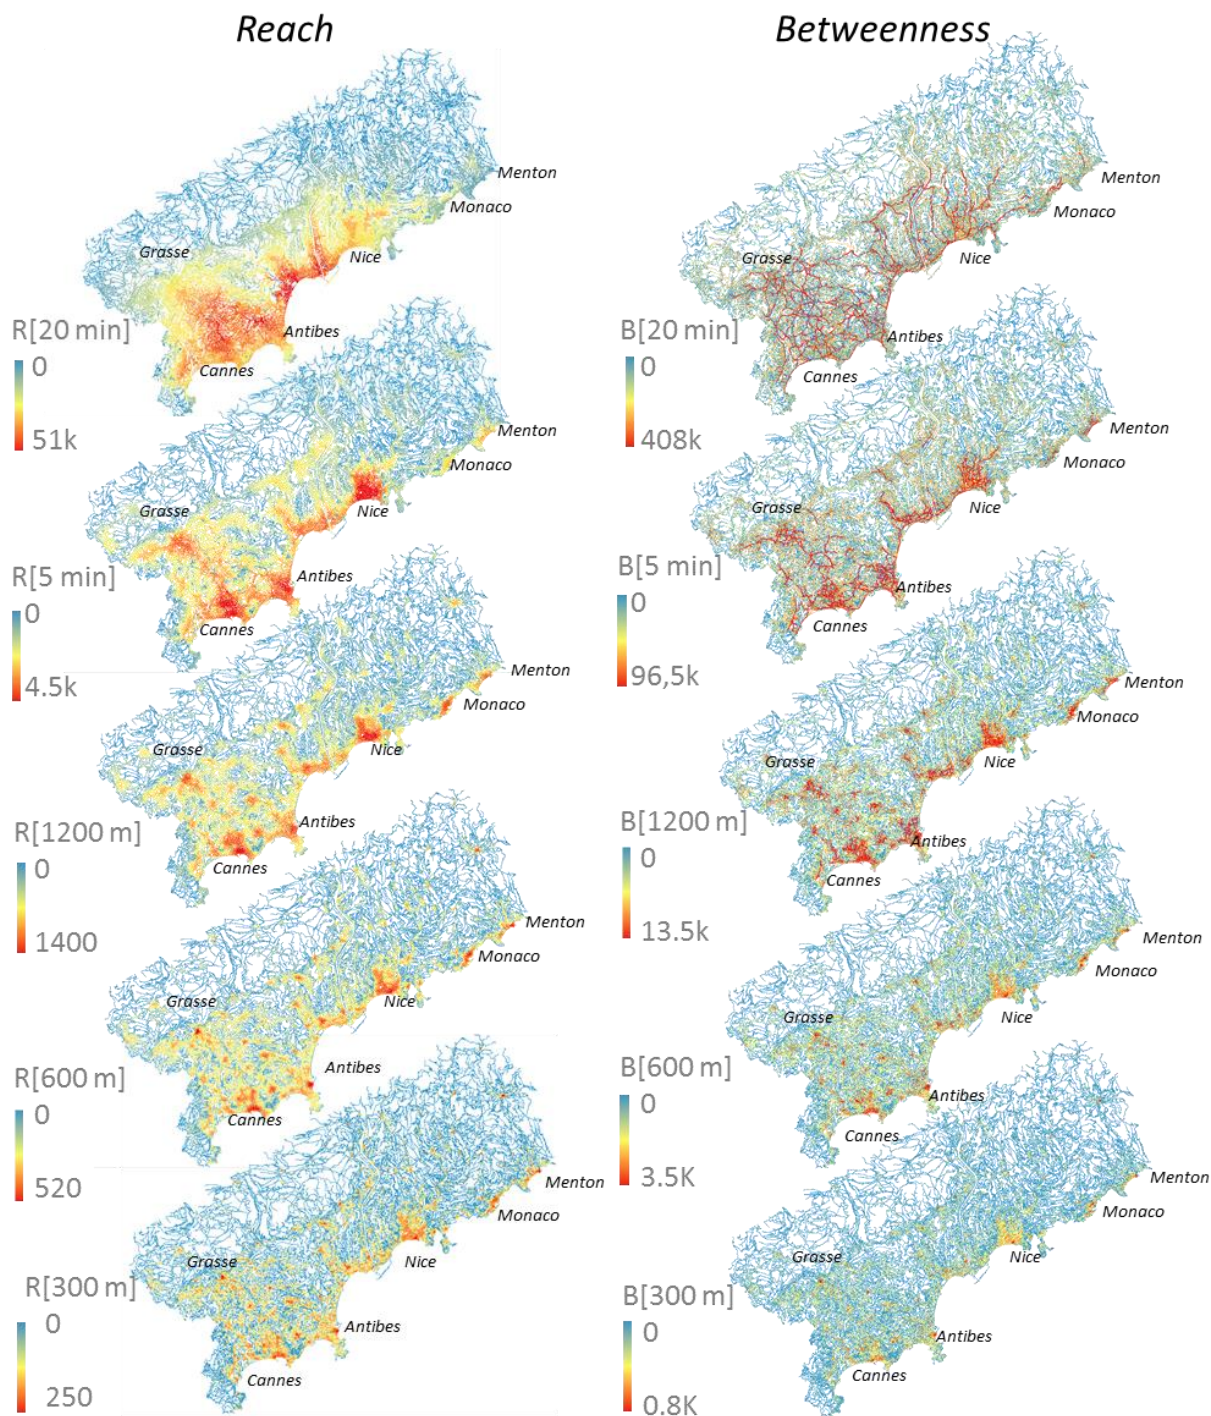 Reach
Betweenness
Menton
Monaco
Grasse
Nice
Antibes
Cannes
R[20 min]
0
51k
Menton
Monaco
Grasse
Nice
Antibes
Cannes
B[20 min]
0
408k
Menton
Monaco
Grasse
Nice
Antibes
Cannes
R[5 min]
0
4.5k
Menton
Monaco
Grasse
Nice
Antibes
Cannes
B[5 min]
0
96,5k
Menton
Monaco
Grasse
Nice
Antibes
Cannes
R[1200 m]
0
1400
Menton
Monaco
Grasse
Nice
Antibes
Cannes
B[1200 m]
0
13.5k
Menton
Monaco
Grasse
Nice
Antibes
Cannes
R[600 m]
0
520
Menton
Monaco
Grasse
Nice
Antibes
Cannes
B[600 m]
0
3.5K
Menton
Monaco
Grasse
Nice
Antibes
Cannes
R[300 m]
0
250
Menton
Monaco
Grasse
Nice
Antibes
Cannes
B[300 m]
0
0.8K